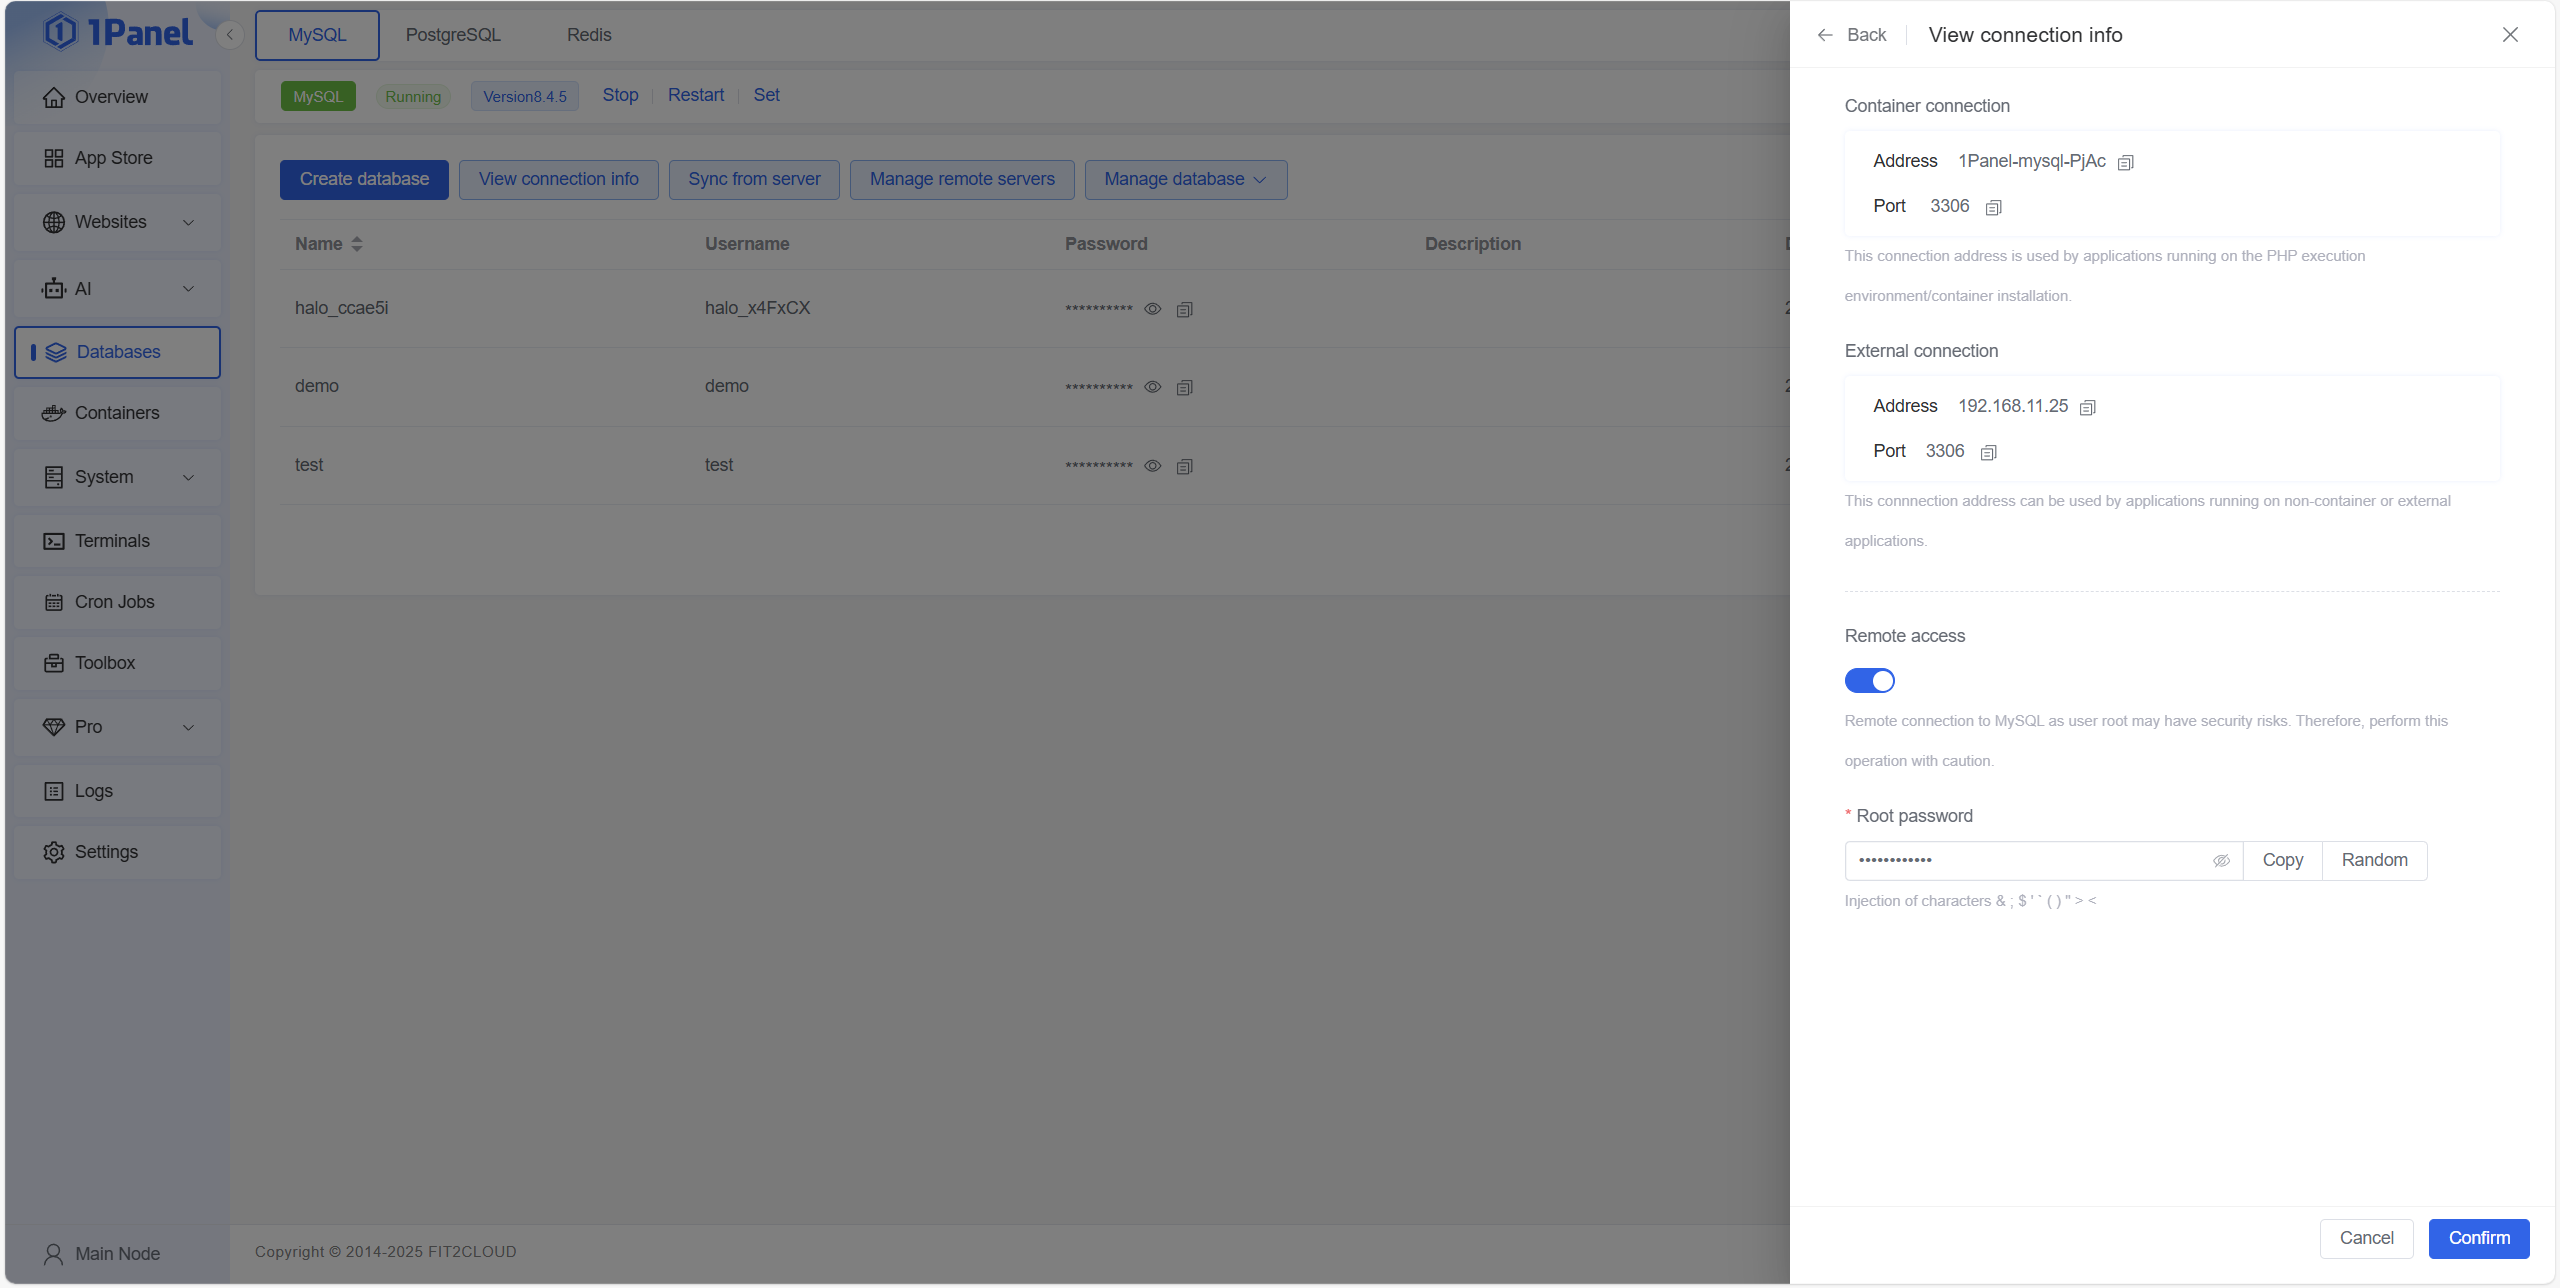 1Panel
Overview
App Store
Websites
AI
Databases
Containers
System
Terminals
Cron Jobs
Toolbox
Pro
Logs
Settings
Main Node
MySQL PostgreSQL Redis
MySQL Running Version8.4.5 Stop Restart Set
Create database View connection info Sync from server Manage remote servers Manage database
Name Username Password Description
halo_ccae5i halo_x4FxCX **********
demo demo **********
test test **********
Copyright © 2014-2025 FIT2CLOUD
Back View connection info
Container connection
Address 1Panel-mysql-PjAc
Port 3306
This connection address is used by applications running on the PHP execution
environment/container installation.
External connection
Address 192.168.11.25
Port 3306
This connnection address can be used by applications running on non-container or external
applications.
Remote access
Remote connection to MySQL as user root may have security risks. Therefore, perform this
operation with caution.
* Root password
•••••••••••• Copy Random
Injection of characters & ; $ ' ` ( ) " > <
Cancel Confirm